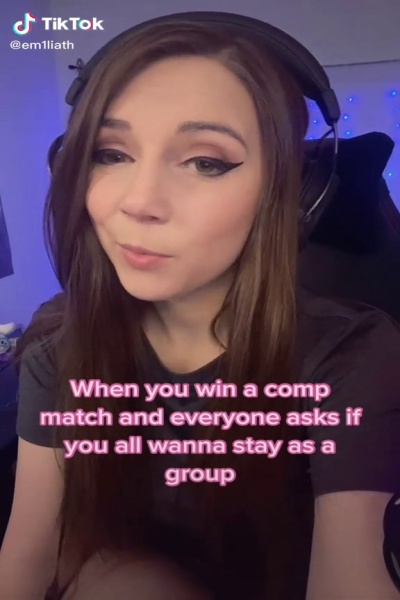 TikTok
@em1liath
When you win a comp
match and everyone asks if
you all wanna stay as a
group